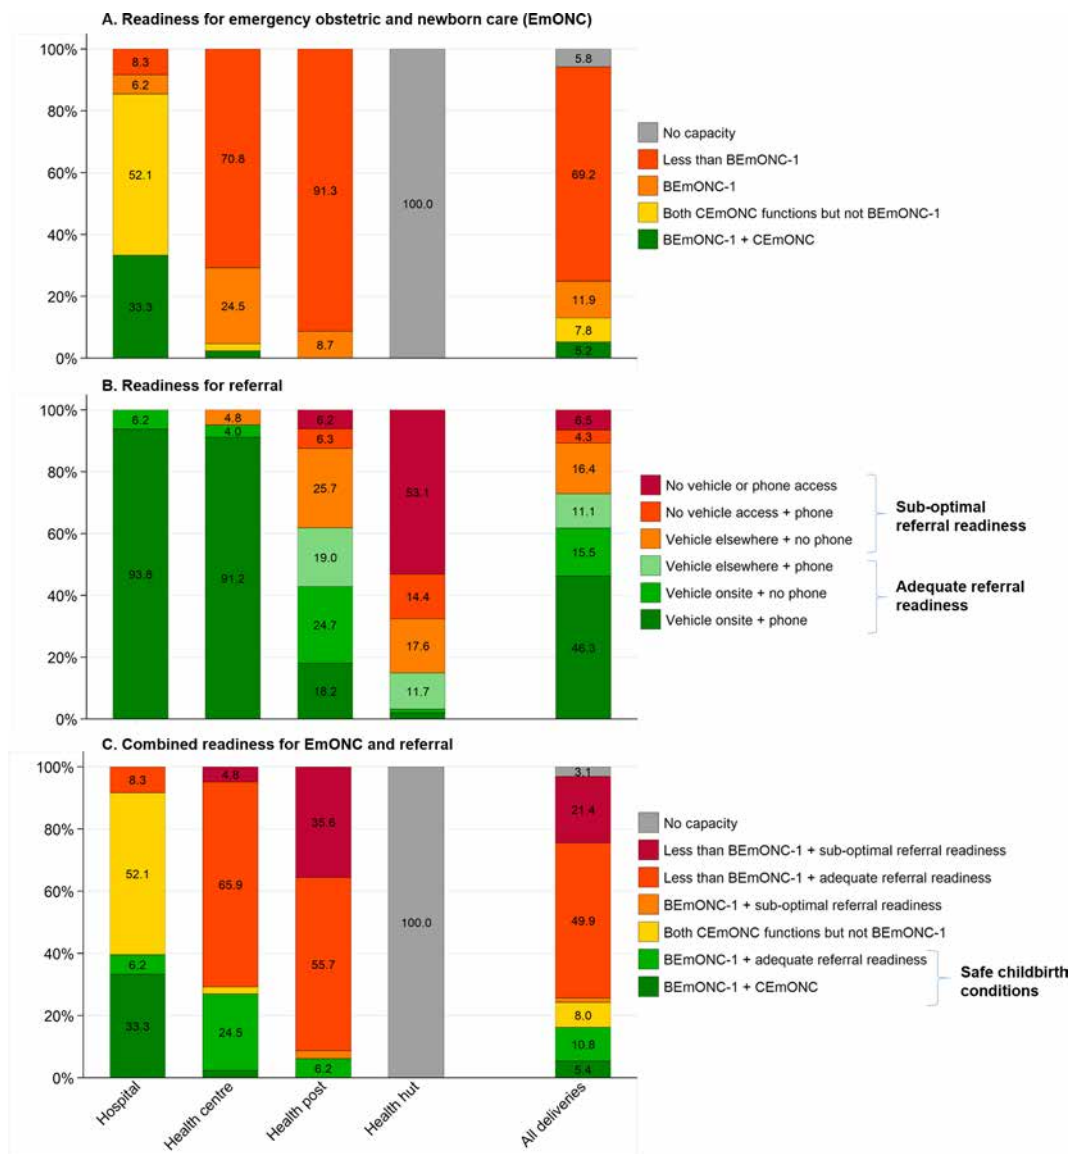 A. Readiness for emergency obstetric and newborn care (EmONC)
100%
80%
60%
40%
20%
0%
8.3
6.2
52.1
33.3
70.8
24.5
91.3
8.7
100.0
5.8
69.2
11.9
7.8
5.2
No capacity
Less than BEmONC-1
BEmONC-1
Both CEmONC functions but not BEmONC-1
BEmONC-1 + CEmONC
B. Readiness for referral
100%
80%
60%
40%
20%
0%
6.2
93.8
4.8
4.0
91.2
6.2
6.3
25.7
19.0
24.7
18.2
53.1
14.4
17.6
11.7
6.5
4.3
16.4
11.1
15.5
46.3
No vehicle or phone access
No vehicle access + phone
Vehicle elsewhere + no phone
Vehicle elsewhere + phone
Vehicle onsite + no phone
Vehicle onsite + phone
Sub-optimal
referral readiness
Adequate referral
readiness
C. Combined readiness for EmONC and referral
100%
80%
60%
40%
20%
0%
8.3
52.1
6.2
33.3
4.8
65.9
24.5
35.6
55.7
6.2
100.0
3.1
21.4
49.9
8.0
10.8
5.4
No capacity
Less than BEmONC-1 + sub-optimal referral readiness
Less than BEmONC-1 + adequate referral readiness
BEmONC-1 + sub-optimal referral readiness
Both CEmONC functions but not BEmONC-1
BEmONC-1 + adequate referral readiness
BEmONC-1 + CEmONC
Safe childbirth
conditions
Hospital
Health centre
Health post
Health hut
All deliveries